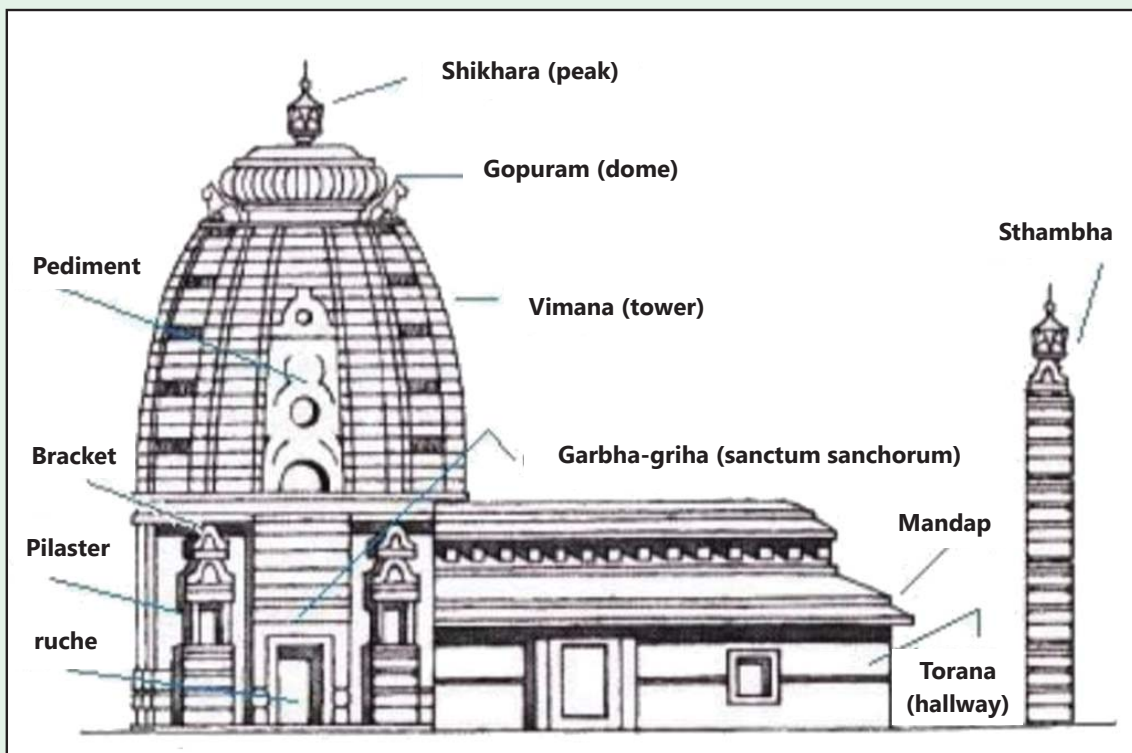 Shikhara (peak)
Gopuram (dome)
Sthambha
Pediment
Vimana (tower)
Bracket
Garbha-griha (sanctum sanchorum)
Mandap
Pilaster
ruche
Torana
(hallway)